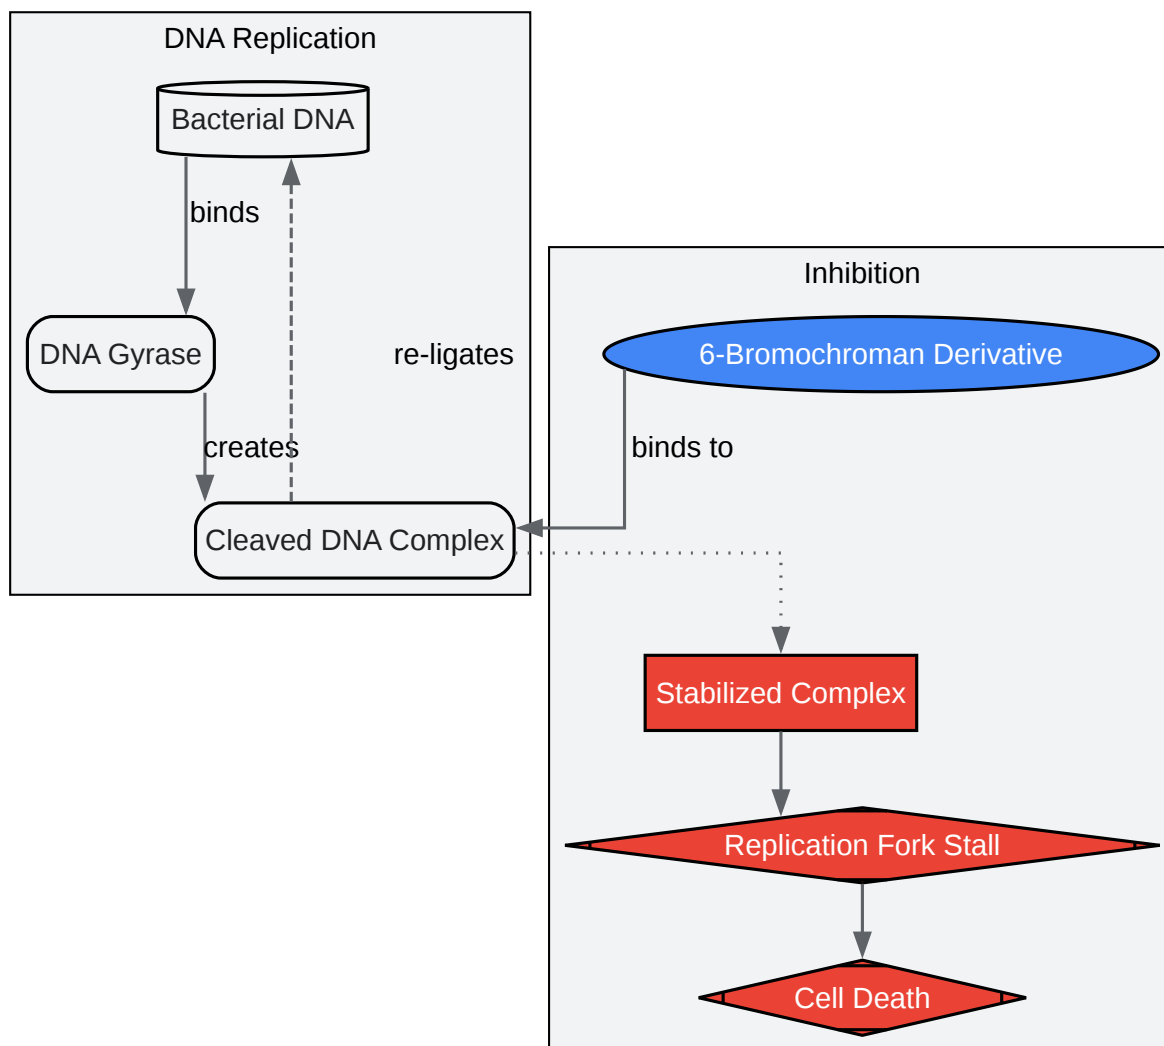 DNA Replication
Bacterial DNA
binds
Inhibition
DNA Gyrase
re-ligates
6-Bromochroman Derivative
creates
binds to
Cleaved DNA Complex
Stabilized Complex
Replication Fork Stall
Cell Death